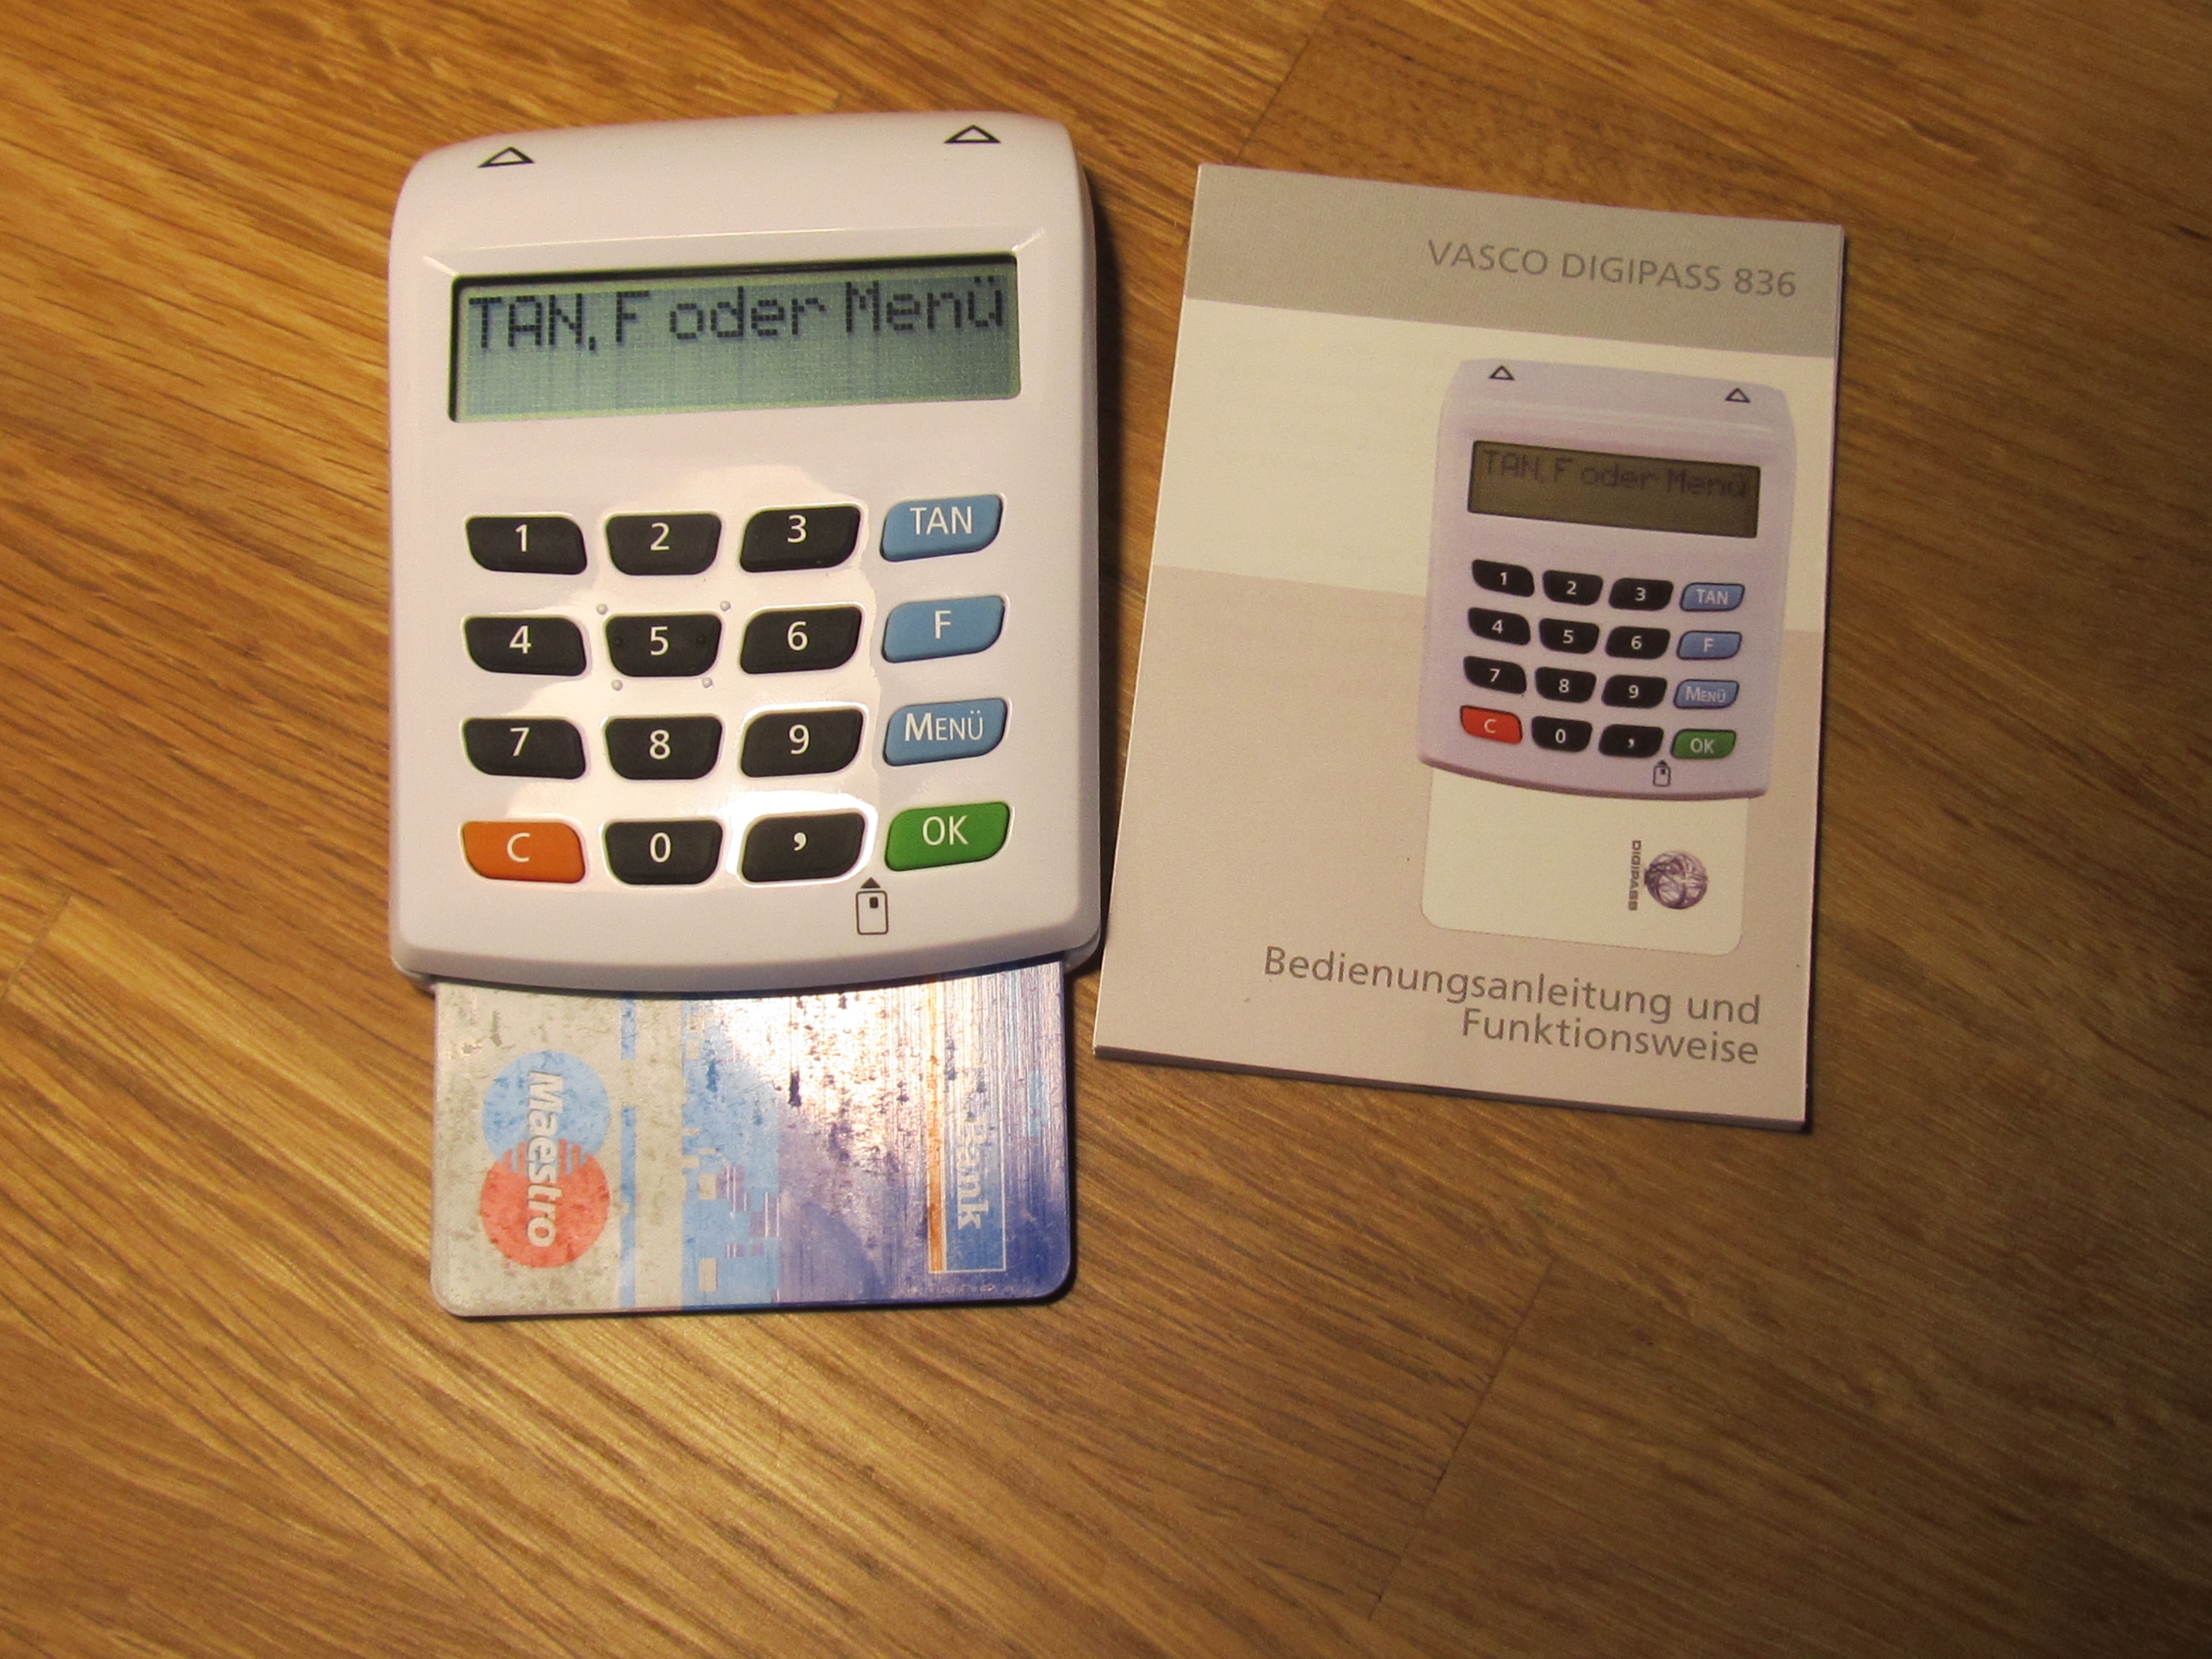 TAN, F oder Menü
1 2 3 TAN
4 5 6 F
7 8 9 MENÜ
C 0 , OK
Maestro
VASCO DIGIPASS 836
TAN, F oder Menü
1 2 3 TAN
4 5 6 F
7 8 9 MENÜ
C 0 , OK
DIGIPASS
Bedienungsanleitung und
Funktionsweise